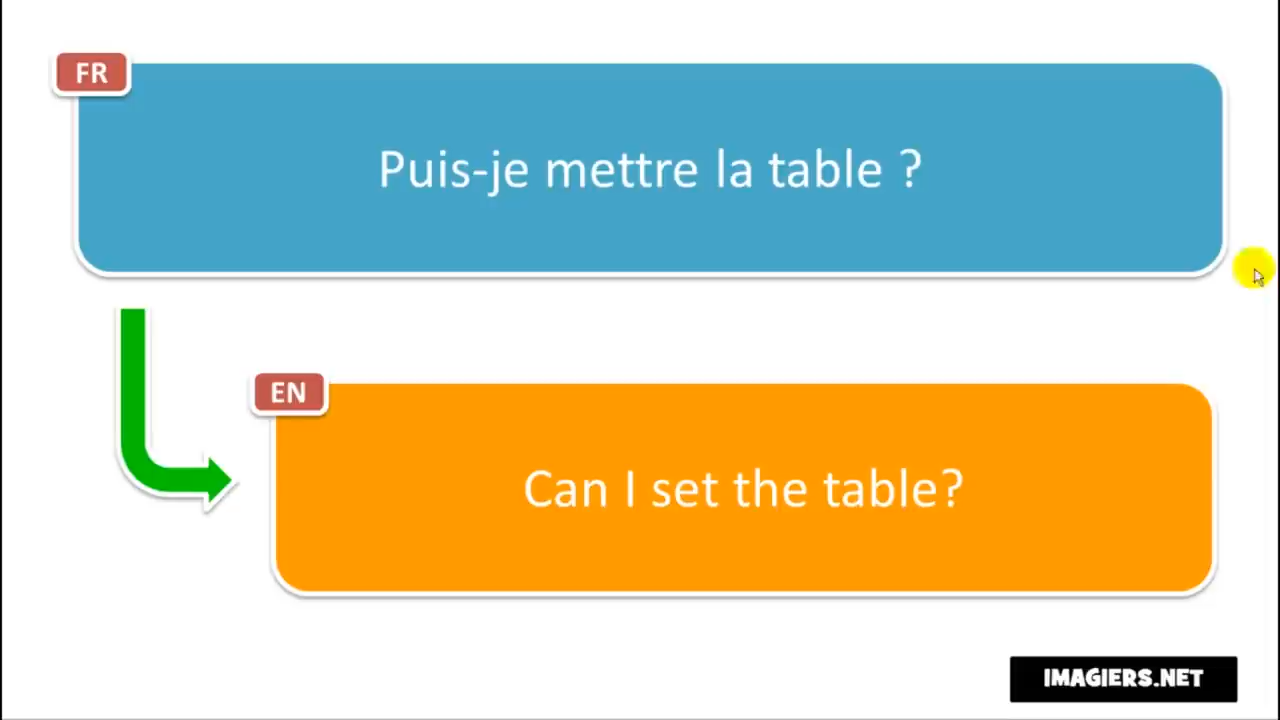 FR
Puis-je mettre la table ?
EN
Can I set the table?
IMAGIERS.NET